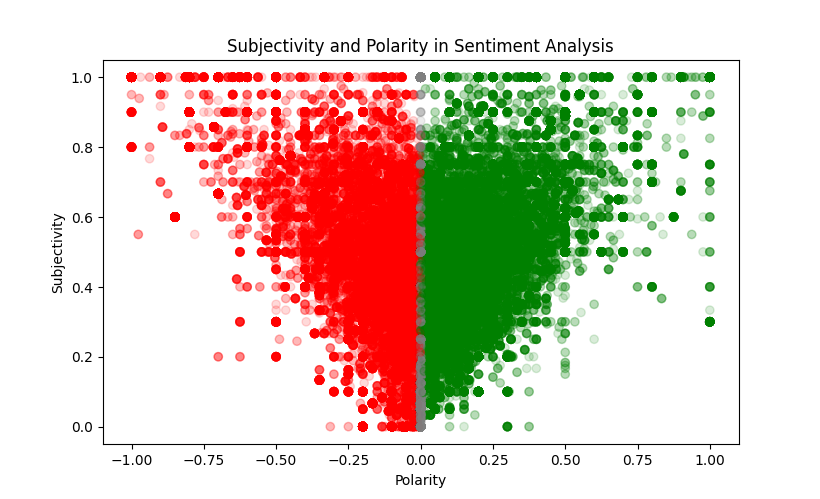 Subjectivity and Polarity in Sentiment Analysis
1.0
0.8
0.6
0.4
0.2
0.0
Subjectivity
−1.00 −0.75 −0.50 −0.25 0.00 0.25 0.50 0.75 1.00
Polarity